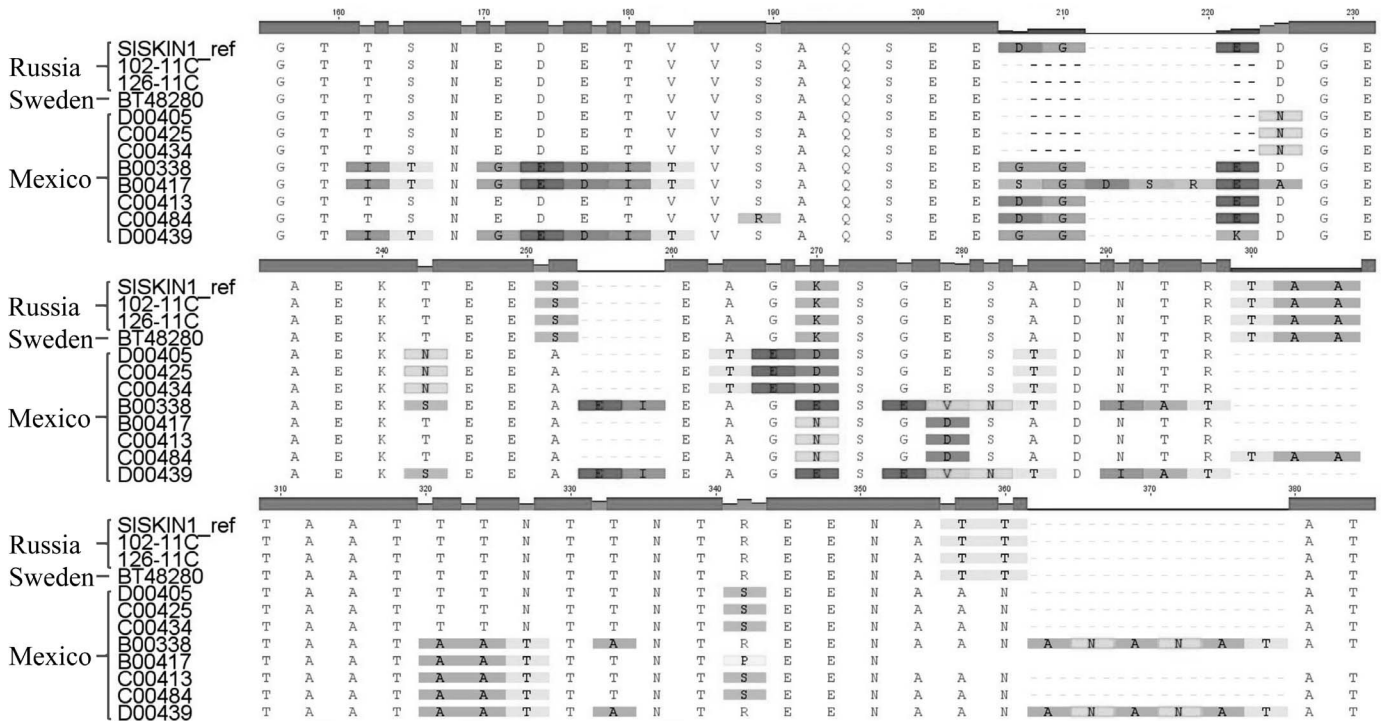 160 170 180 190 200 210 220 230
SISKIN1_ref G T T S N E D E T V V S A Q S E E D G --------- E D G E
Russia 102-11C G T T S N E D E T V V S A Q S E E ------------------ D G E
126-11C G T T S N E D E T V V S A Q S E E ------------------ D G E
Sweden BT48280 G T T S N E D E T V V S A Q S E E ------------------ D G E
D00405 G T T S N E D E T V V S A Q S E E ------------------ N G E
C00425 G T T S N E D E T V V S A Q S E E ------------------ N G E
C00434 G T T S N E D E T V V S A Q S E E ------------------ N G E
Mexico B00338 G T I T N G E D I T V S A Q S E E G G --------- E D G E
B00417 G T I T N G E D I T V S A Q S E E S G D S R E A G E
C00413 G T T S N E D E T V V S A Q S E E D G --------- E D G E
C00484 G T T S N E D E T V V R A Q S E E D G --------- E D G E
D00439 G T I T N G E D I T V S A Q S E E G G --------- K D G E
240 250 260 270 280 290 300
SISKIN1_ref A E K T E E S ------ E A G K S G E S A D N T R T A A
Russia 102-11C A E K T E E S ------ E A G K S G E S A D N T R T A A
126-11C A E K T E E S ------ E A G K S G E S A D N T R T A A
Sweden BT48280 A E K T E E S ------ E A G K S G E S A D N T R T A A
D00405 A E K N E E A ------ E T E D S G E S T D N T R ---------
C00425 A E K N E E A ------ E T E D S G E S T D N T R ---------
C00434 A E K N E E A ------ E T E D S G E S T D N T R ---------
Mexico B00338 A E K S E E A E I E A G E S E V N T D I A T ---------
B00417 A E K T E E A ------ E A G N S G D S A D N T R ---------
C00413 A E K T E E A ------ E A G N S G D S A D N T R ---------
C00484 A E K T E E A ------ E A G N S G D S A D N T R T A A
D00439 A E K S E E A E I E A G E S E V N T D I A T ---------
310 320 330 340 350 360 370 380
SISKIN1_ref T A A T T T N T T N T R E E N A T T ------------------ A T
Russia 102-11C T A A T T T N T T N T R E E N A T T ------------------ A T
126-11C T A A T T T N T T N T R E E N A T T ------------------ A T
Sweden BT48280 T A A T T T N T T N T R E E N A T T ------------------ A T
D00405 T A A T T T N T T N T S E E N A A N ------------------ A T
C00425 T A A T T T N T T N T S E E N A A N ------------------ A T
C00434 T A A T T T N T T N T S E E N A A N ------------------ A T
Mexico B00338 T A A T A A T T A N T R E E N A A N A N A N A T A T
B00417 T A A T A A T T T N T P E E N
C00413 T A A T A A T T T N T S E E N A A N ------------------ A T
C00484 T A A T A A T T T N T S E E N A A N ------------------ A T
D00439 T A A T A A T T A N T R E E N A A N A N A N A T A T